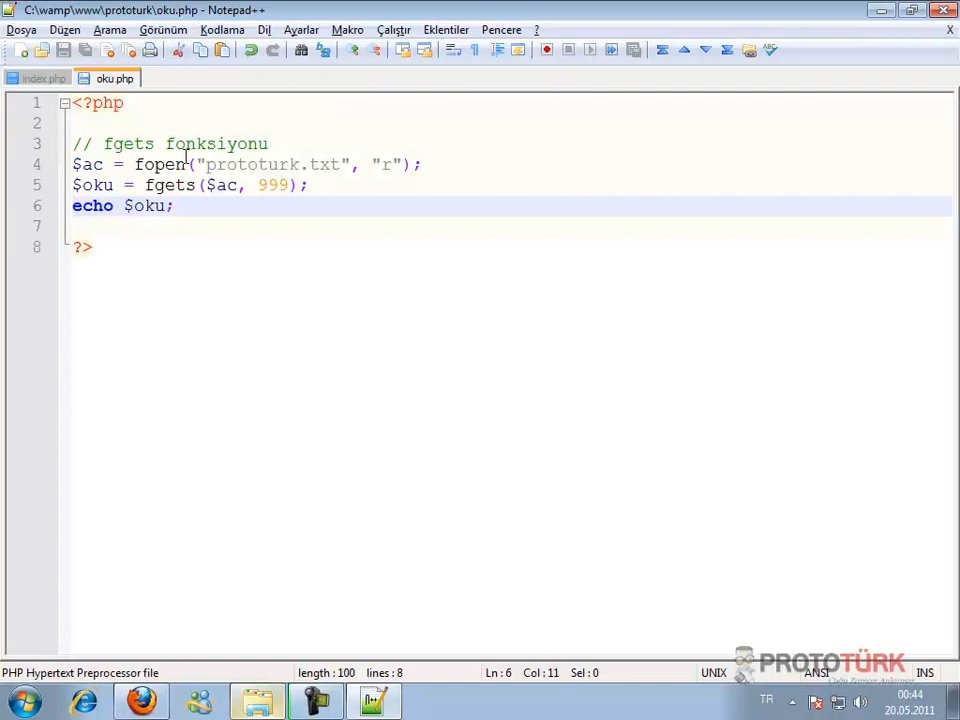 C:\wamp\www\prototurk\oku.php - Notepad++
Dosya Düzen Arama Görünüm Kodlama Dil Ayarlar Makro Çalıştır Eklentiler Pencere ? X
index.php oku.php
1 <?php
2
3 // fgets fonksiyonu
4 $ac = fopen("prototurk.txt", "r");
5 $oku = fgets($ac, 999);
6 echo $oku;
7
8 ?>
PROTOTÜRK
PHP Hypertext Preprocessor file length : 100 lines : 8 Ln : 6 Col : 11 Sel : 0 UNIX ANSI INS
TR 00:44
20.05.2011